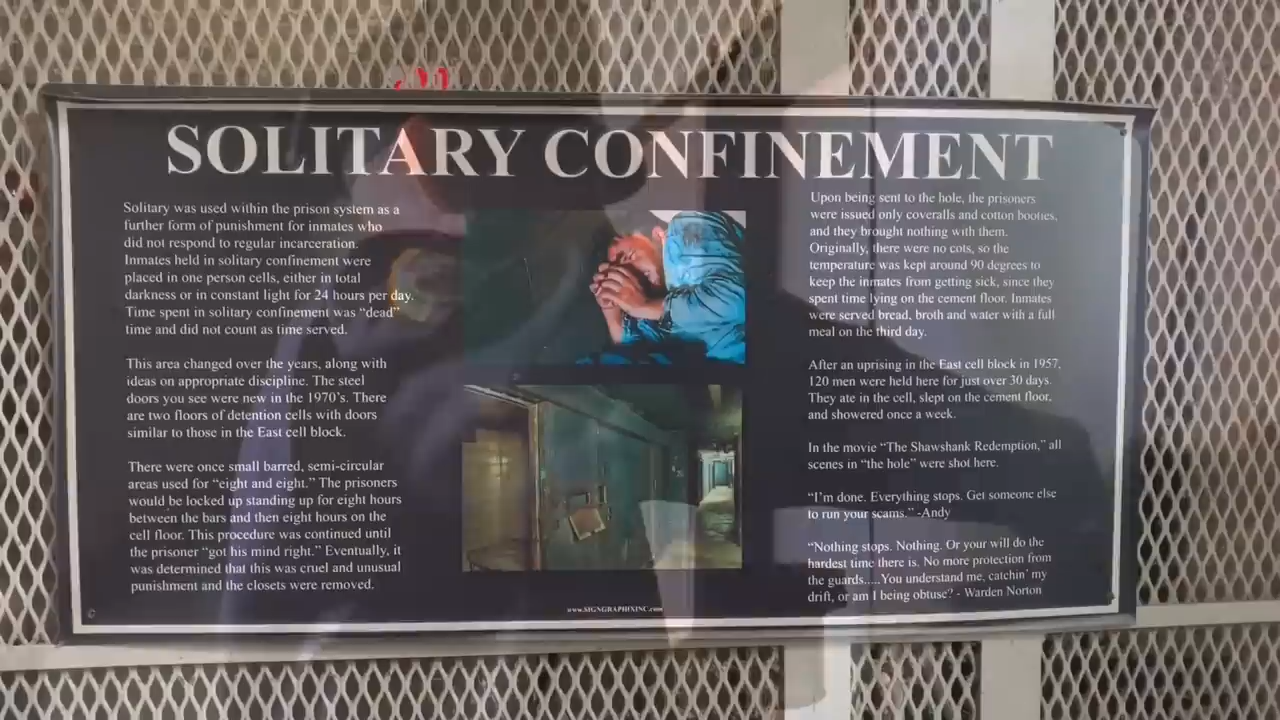 SOLITARY CONFINEMENT
Solitary was used within the prison system as a
further form of punishment for inmates who
did not respond to regular incarceration.
Inmates held in solitary confinement were
placed in one person cells, either in total
darkness or in constant light for 24 hours per day.
Time spent in solitary confinement was “dead”
time and did not count as time served.
This area changed over the years, along with
ideas on appropriate discipline. The steel
doors you see were new in the 1970’s. There
are two floors of detention cells with doors
similar to those in the East cell block.
There were once small barred, semi-circular
areas used for “eight and eight.” The prisoners
would be locked up standing up for eight hours
between the bars and then eight hours on the
cell floor. This procedure was continued until
the prisoner “got his mind right.” Eventually, it
was determined that this was cruel and unusual
punishment and the closets were removed.
www.SIGNGRAPHIXINC.com
Upon being sent to the hole, the prisoners
were issued only coveralls and cotton booties,
and they brought nothing with them.
Originally, there were no cots, so the
temperature was kept around 90 degrees to
keep the inmates from getting sick, since they
spent time lying on the cement floor. Inmates
were served bread, broth and water with a full
meal on the third day.
After an uprising in the East cell block in 1957,
120 men were held here for just over 30 days.
They ate in the cell, slept on the cement floor,
and showered once a week.
In the movie “The Shawshank Redemption,” all
scenes in “the hole” were shot here.
“I’m done. Everything stops. Get someone else
to run your scams.” -Andy
“Nothing stops. Nothing. Or your will do the
hardest time there is. No more protection from
the guards.....You understand me, catchin’ my
drift, or am I being obtuse? - Warden Norton